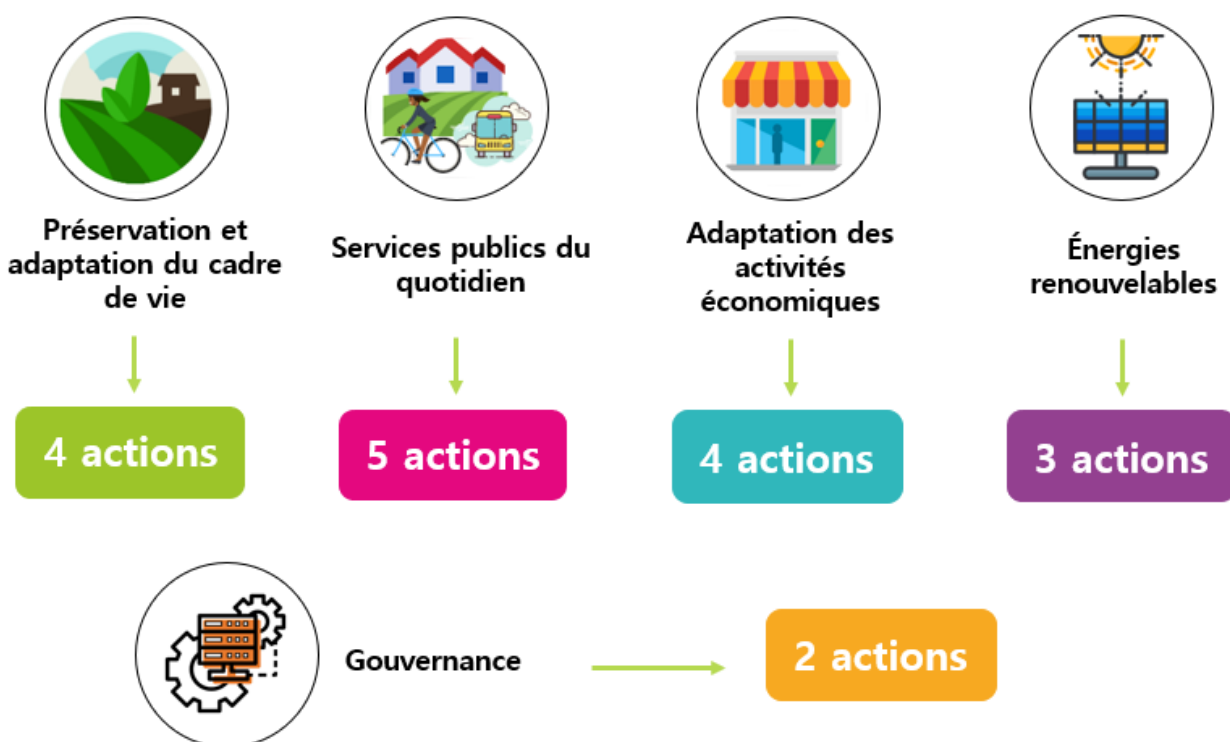 Préservation et
adaptation du cadre
de vie
Services publics du
quotidien
Adaptation des
activités
économiques
Énergies
renouvelables
4 actions
5 actions
4 actions
3 actions
Gouvernance
2 actions